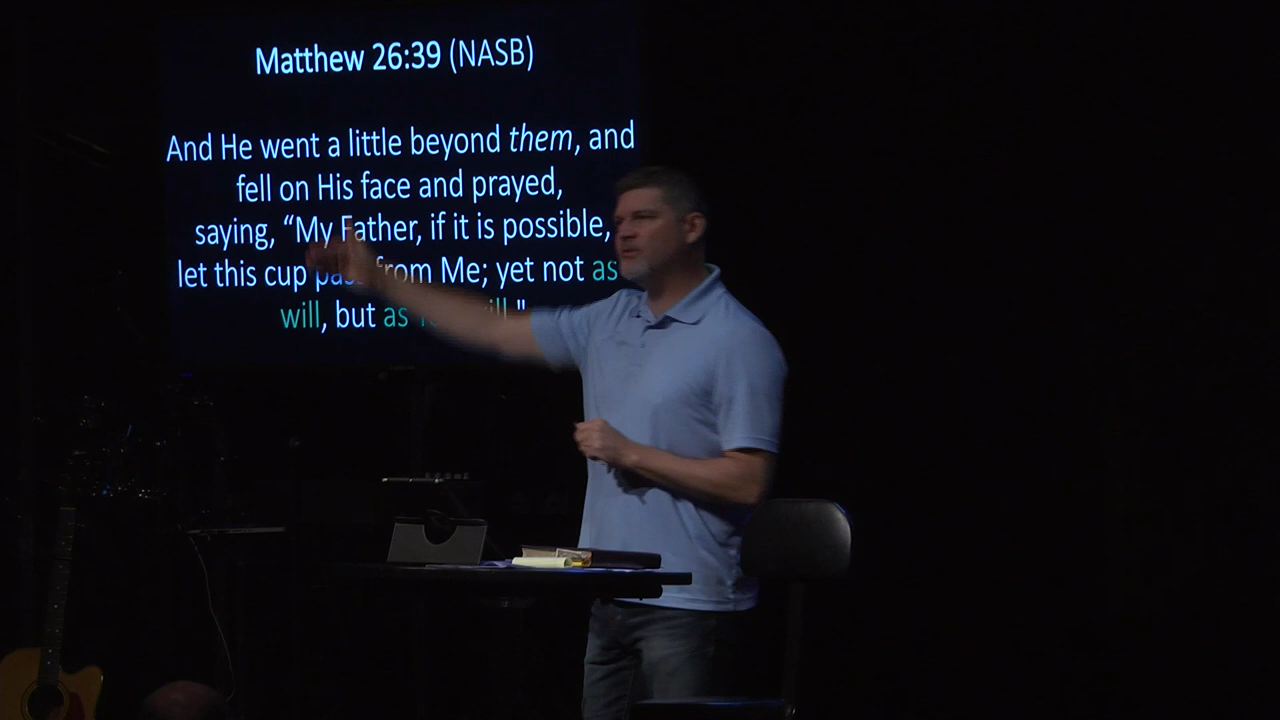 Matthew 26:39 (NASB)
And He went a little beyond them, and
fell on His face and prayed,
saying, “My Father, if it is possible,
let this cup from Me; yet not as
will, but as